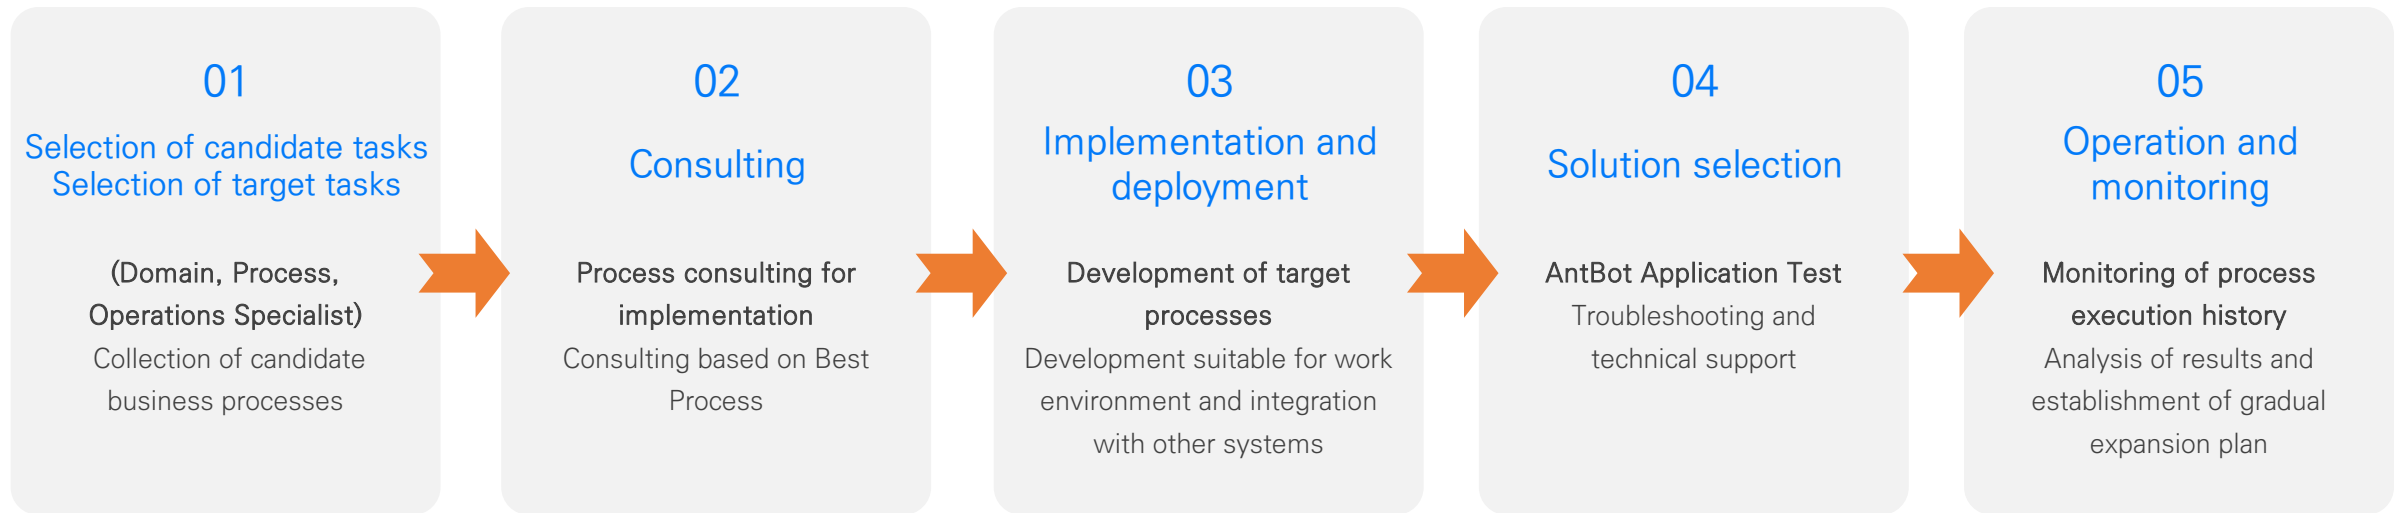 01
Selection of candidate tasks
Selection of target tasks
(Domain, Process,
Operations Specialist)
Collection of candidate
business processes
02
Consulting
Process consulting for
implementation
Consulting based on Best
Process
03
Implementation and
deployment
Development of target
processes
Development suitable for work
environment and integration
with other systems
04
Solution selection
AntBot Application Test
Troubleshooting and
technical support
05
Operation and
monitoring
Monitoring of process
execution history
Analysis of results and
establishment of gradual
expansion plan